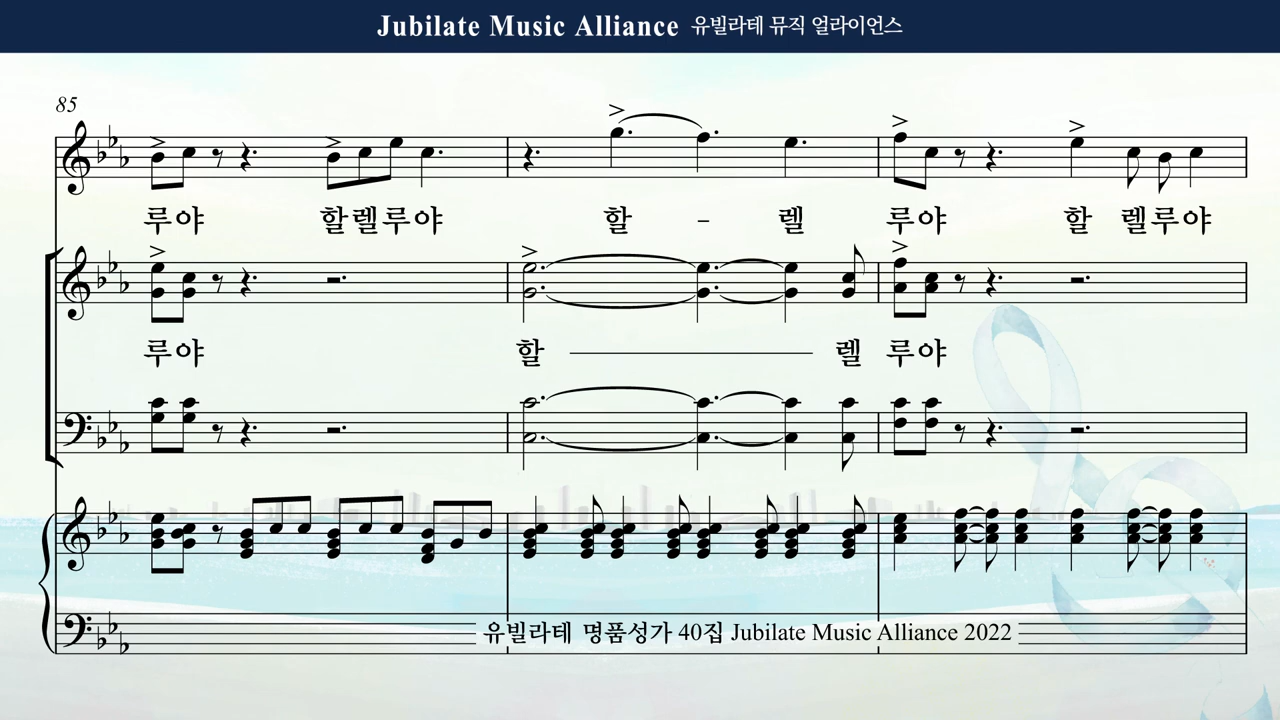 Jubilate Music Alliance 유빌라테 뮤직 얼라이언스
85
루야 할렐루야 할 - 렐 루야 할 렐루야
루야 할 렐 루야
유빌라테 명품성가 40집 Jubilate Music Alliance 2022